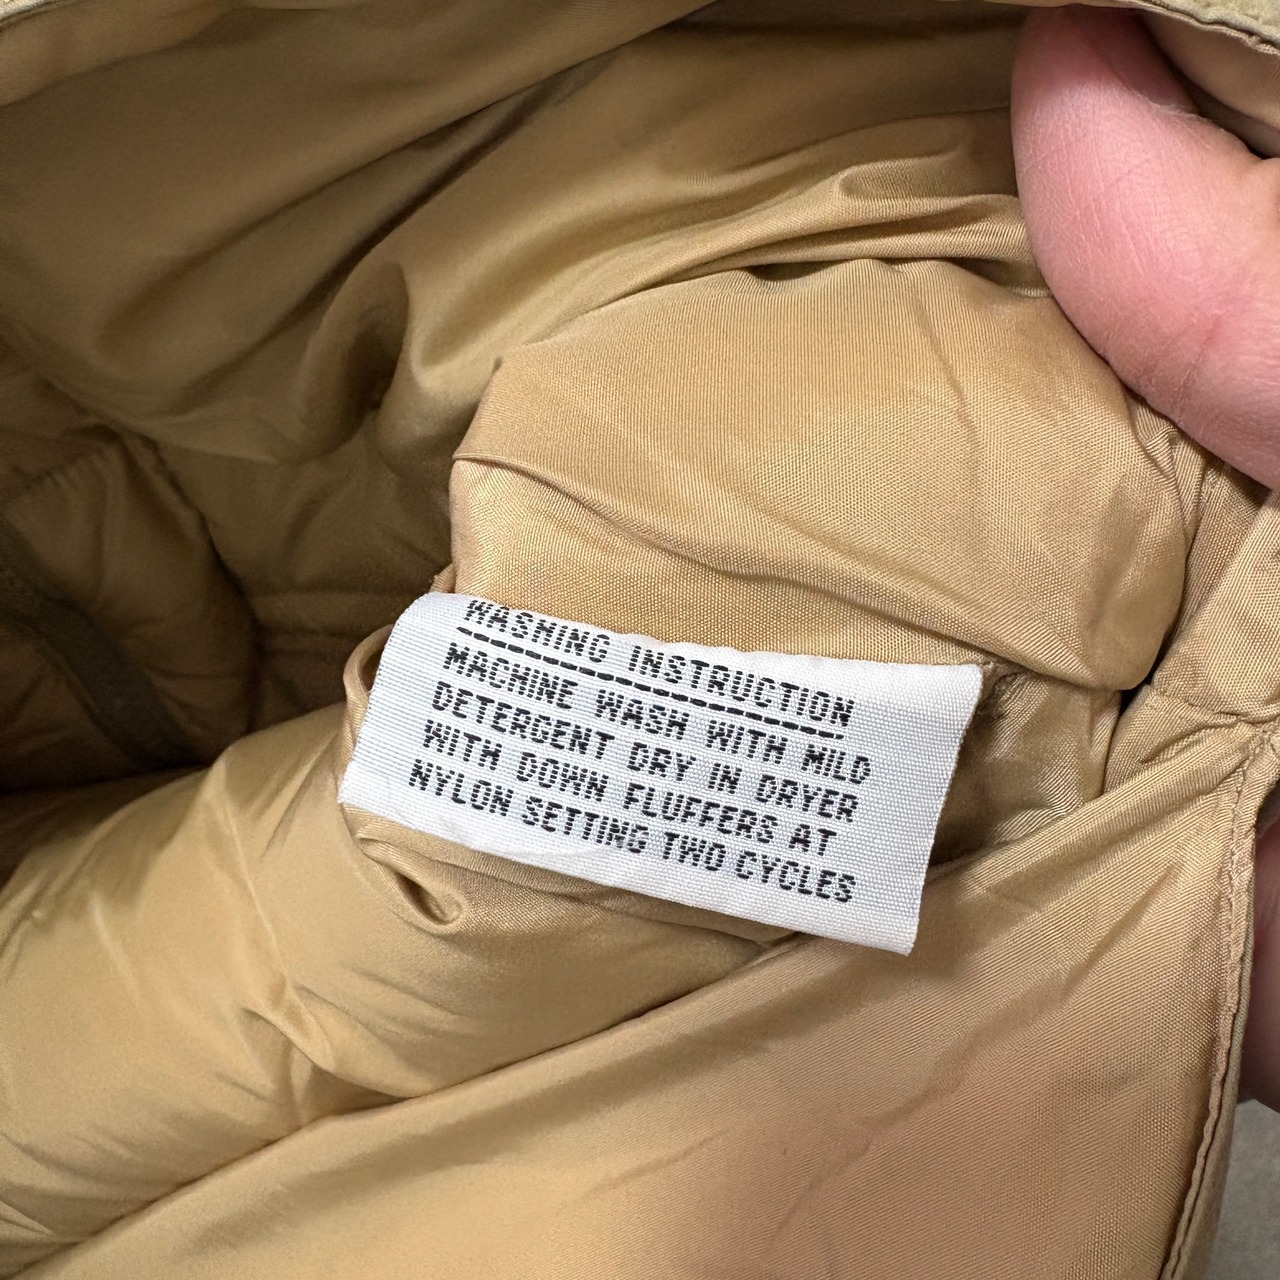 WASHING INSTRUCTION
MACHINE WASH WITH MILD
DETERGENT DRY IN DRYER
WITH DOWN FLUFFERS AT
NYLON SETTING TWO CYCLES